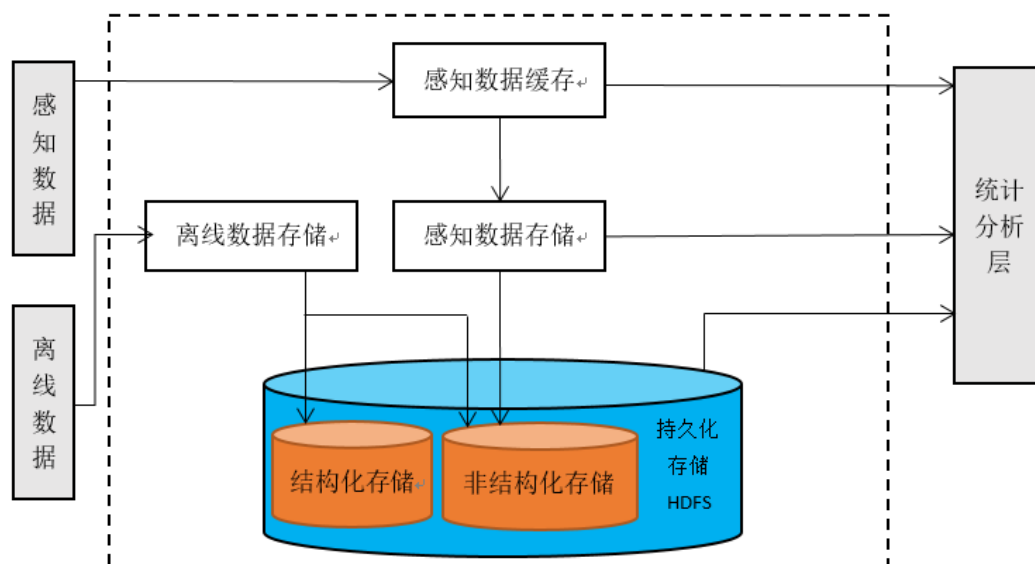 感知数据
离线数据
感知数据缓存
离线数据存储
感知数据存储
结构化存储
非结构化存储
持久化
存储
HDFS
统计
分析
层